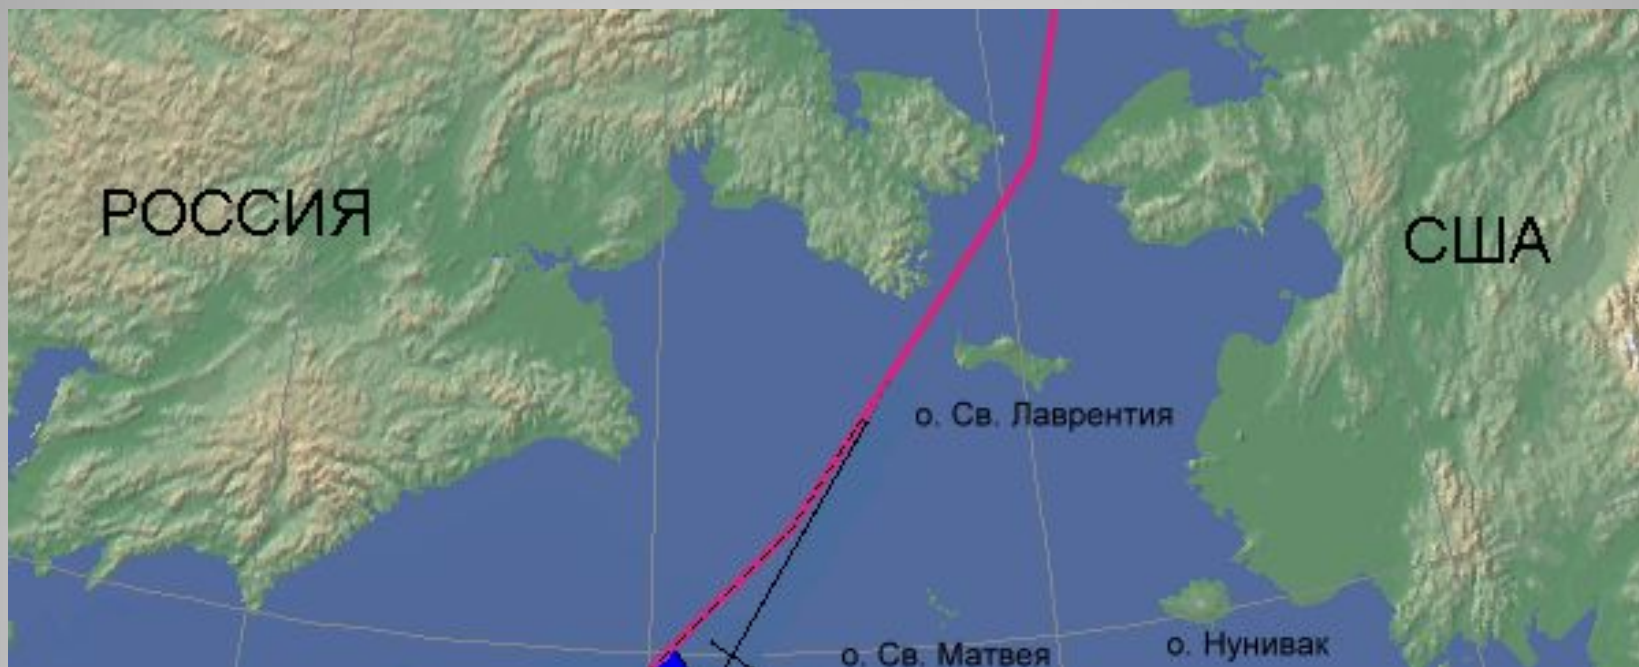 РОССИЯ
США
о. Св. Лаврентия
о. Св. Матвея
о. Нунивак